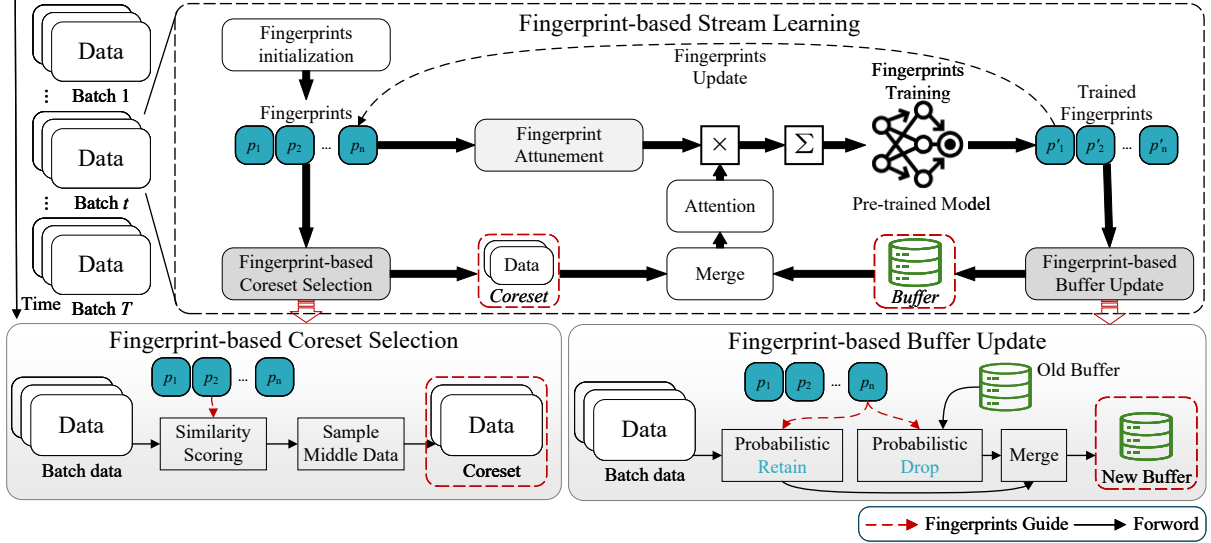 Fingerprint-based Stream Learning
Data
Batch 1
⋮
Data
Batch t
⋮
Data
Batch T
Time
Fingerprints
initialization
Fingerprints
p1 p2 ... pn
Fingerprint
Attunement
Fingerprints
Update
×
Σ
Fingerprints
Training
Pre-trained Model
Trained
Fingerprints
p'1 p'2 ... p'n
Attention
Fingerprint-based
Coreset Selection
Data
Coreset
Merge
Buffer
Fingerprint-based
Buffer Update
Fingerprint-based Coreset Selection
p1 p2 ... pn
Data
Batch data
Similarity
Scoring
Sample
Middle Data
Data
Coreset
Fingerprint-based Buffer Update
p1 p2 ... pn
Old Buffer
Data
Batch data
Probabilistic
Retain
Probabilistic
Drop
Merge
New Buffer
Fingerprints Guide
Forword